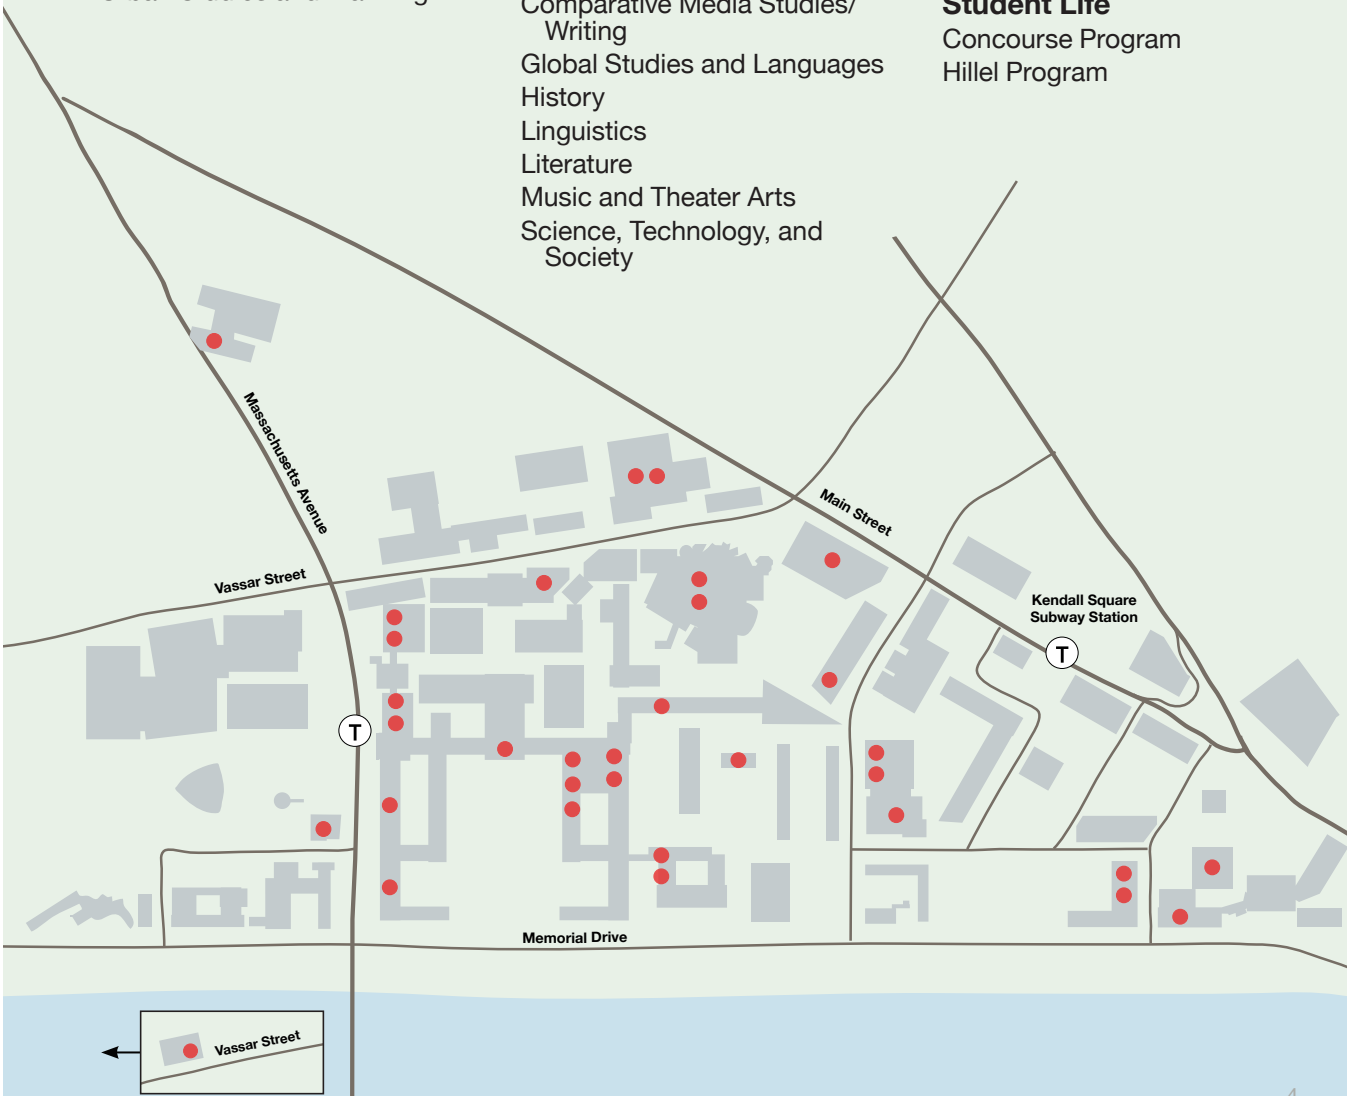 Comparative Media Studies/
Writing
Global Studies and Languages
History
Linguistics
Literature
Music and Theater Arts
Science, Technology, and
Society
Student Life
Concourse Program
Hillel Program
Massachusetts Avenue
Main Street
Vassar Street
Kendall Square
Subway Station
T
T
Memorial Drive
Vassar Street